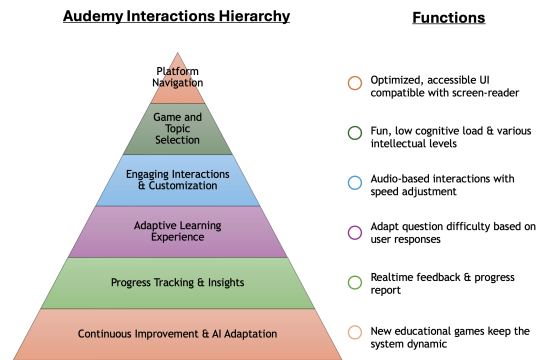 Audemy Interactions Hierarchy
Functions
Platform
Navigation
Game and
Topic
Selection
Engaging Interactions
& Customization
Adaptive Learning
Experience
Progress Tracking & Insights
Continuous Improvement & AI Adaptation
Optimized, accessible UI
compatible with screen-reader
Fun, low cognitive load & various
intellectual levels
Audio-based interactions with
speed adjustment
Adapt question difficulty based on
user responses
Realtime feedback & progress
report
New educational games keep the
system dynamic